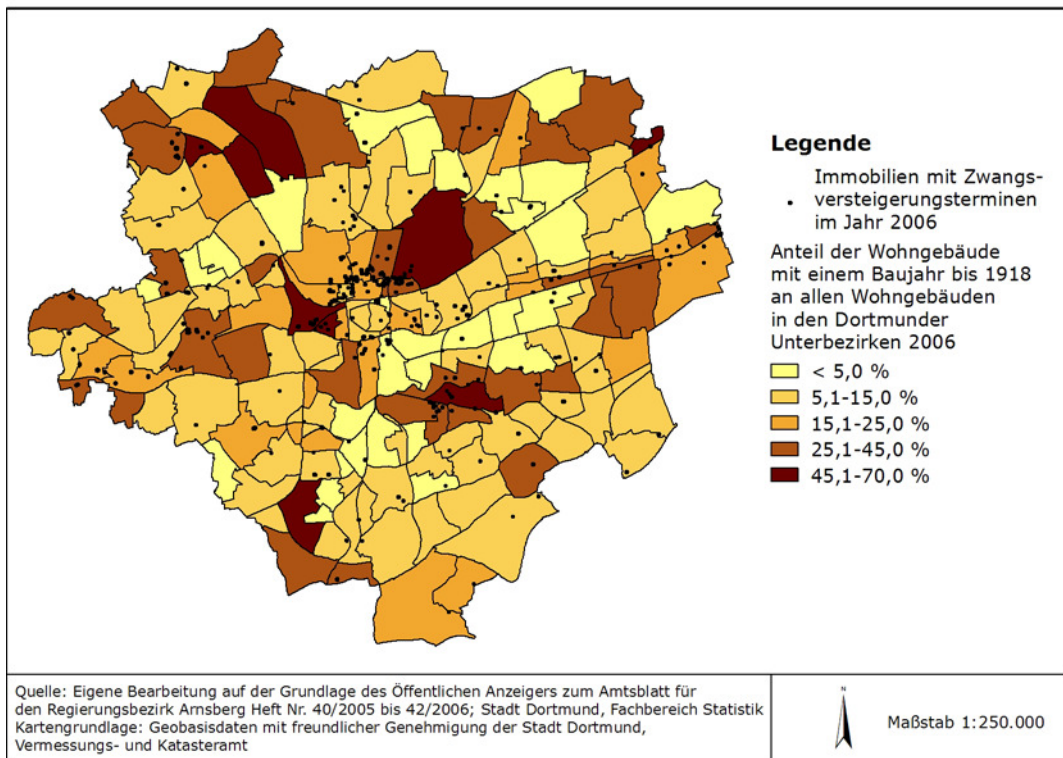 Legende
Immobilien mit Zwangs-
versteigerungsterminen
im Jahr 2006
Anteil der Wohngebäude
mit einem Baujahr bis 1918
an allen Wohngebäuden
in den Dortmunder
Unterbezirken 2006
< 5,0 %
5,1-15,0 %
15,1-25,0 %
25,1-45,0 %
45,1-70,0 %
Quelle: Eigene Bearbeitung auf der Grundlage des Öffentlichen Anzeigers zum Amtsblatt für
den Regierungsbezirk Arnsberg Heft Nr. 40/2005 bis 42/2006; Stadt Dortmund, Fachbereich Statistik
Kartengrundlage: Geobasisdaten mit freundlicher Genehmigung der Stadt Dortmund,
Vermessungs- und Katasteramt
N
Maßstab 1:250.000